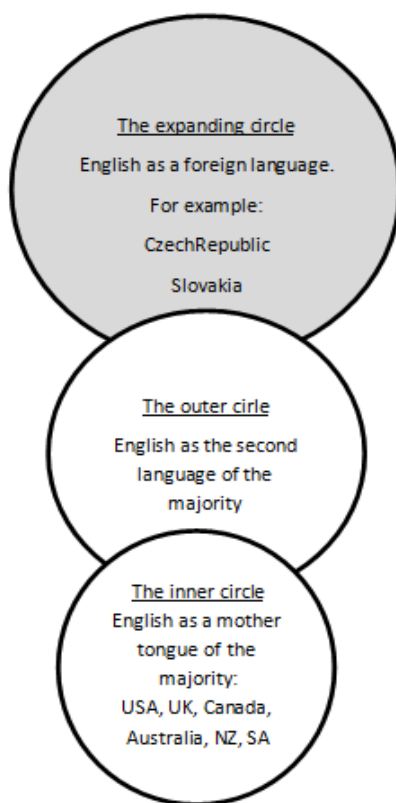 The expanding circle
English as a foreign language.
For example:
CzechRepublic
Slovakia
The outer cirle
English as the second
language of the
majority
The inner circle
English as a mother
tongue of the
majority:
USA, UK, Canada,
Australia, NZ, SA